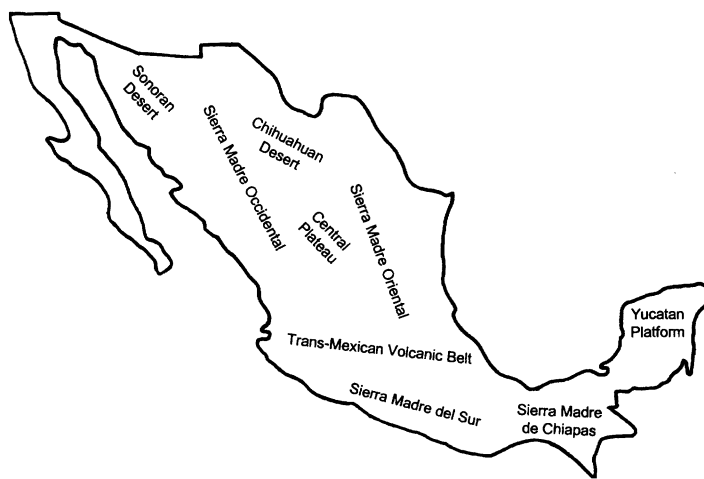 Sonoran
Desert
Chihuahuan
Desert
Sierra Madre Occidental
Central
Plateau
Sierra Madre Oriental
Yucatan
Platform
Trans-Mexican Volcanic Belt
Sierra Madre del Sur
Sierra Madre
de Chiapas